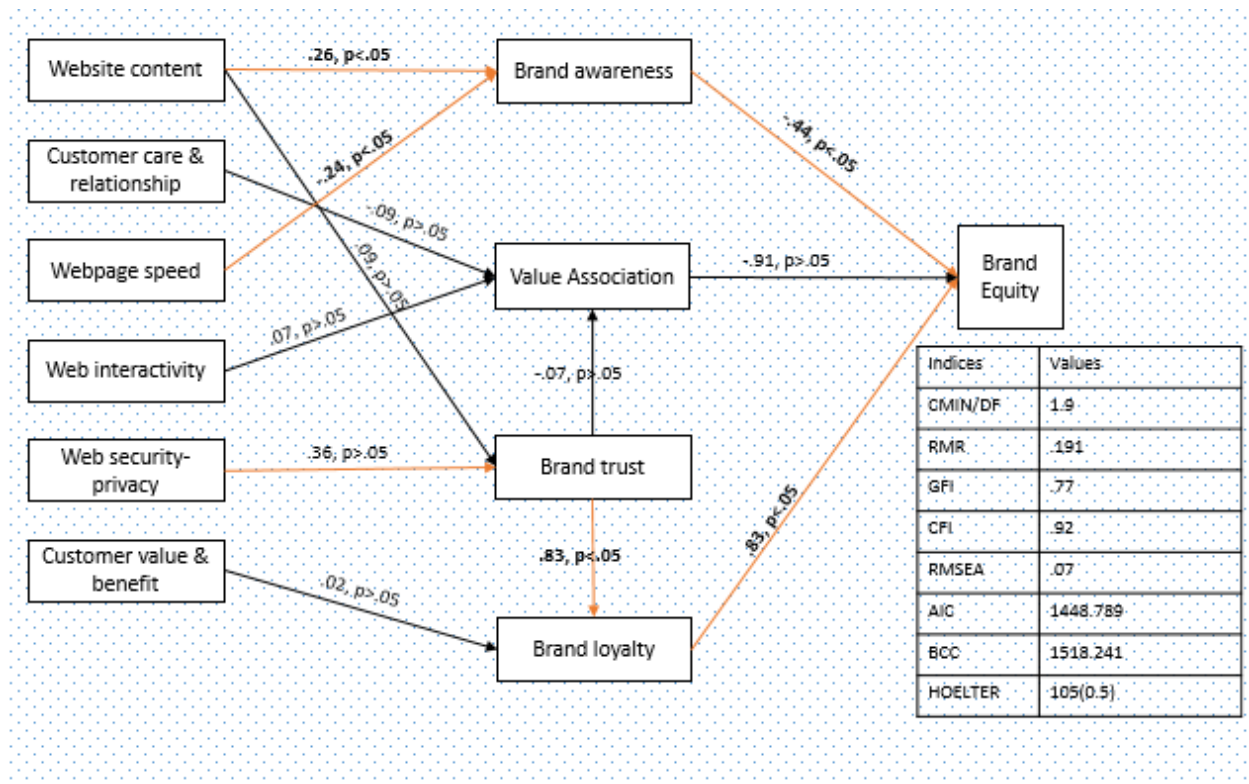 Website content
.26, p<.05
Brand awareness
Customer care &
relationship
-.24, p<.05
-.44, p<.05
-.09, p>.05
Webpage speed
.09, p>.05
Value Association
-.91, p>.05
Brand
Equity
.07, p>.05
Web interactivity
-.07, p>.05
Web security-
privacy
.36, p>.05
Brand trust
Customer value &
benefit
.02, p>.05
.83, p<.05
.83, p<.05
Brand loyalty
Indices Values
CMIN/DF 1.9
RMR .191
GFI .77
CFI .92
RMSEA .07
AIC 1448.789
BCC 1518.241
HOELTER 105(0.5)